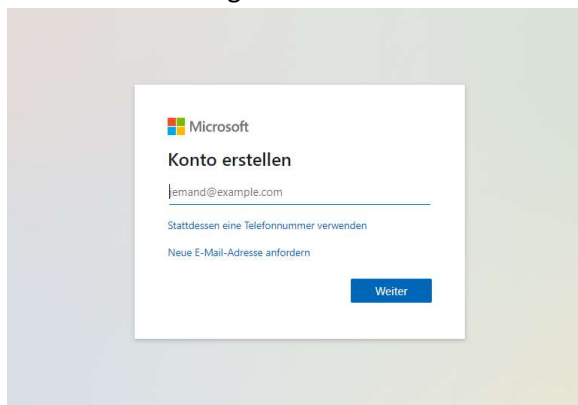 Microsoft
Konto erstellen
jemand@example.com
Stattdessen eine Telefonnummer verwenden
Neue E-Mail-Adresse anfordern
Weiter